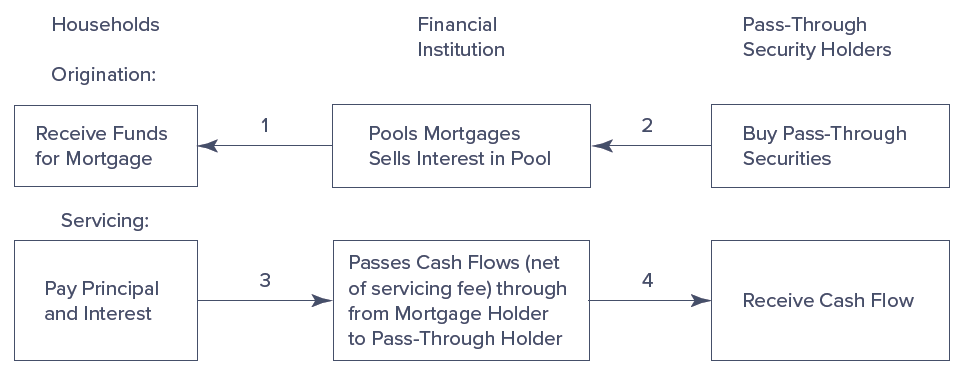 Households
Financial
Institution
Pass-Through
Security Holders
Origination:
Receive Funds
for Mortgage
1
Pools Mortgages
Sells Interest in Pool
2
Buy Pass-Through
Securities
Servicing:
Pay Principal
and Interest
3
Passes Cash Flows (net
of servicing fee) through
from Mortgage Holder
to Pass-Through Holder
4
Receive Cash Flow